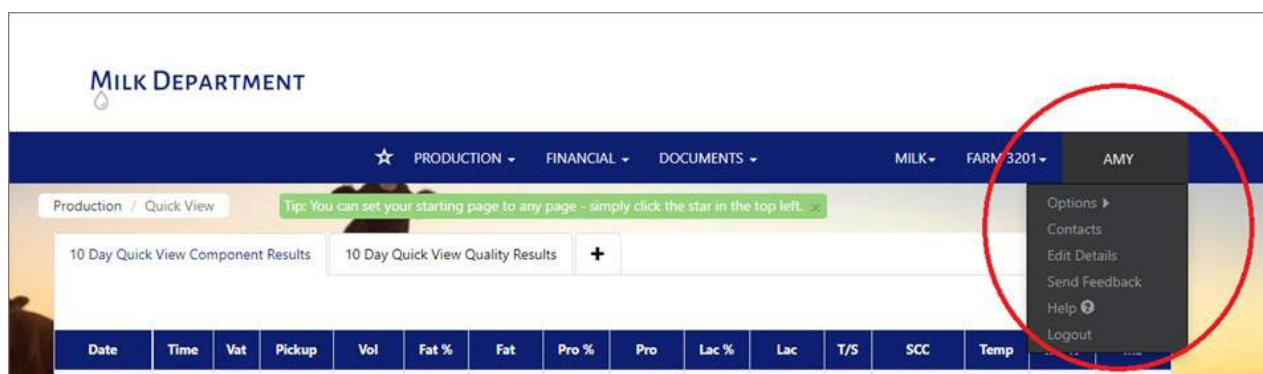 MILK DEPARTMENT
☆ PRODUCTION FINANCIAL DOCUMENTS MILK FARM 3201 AMY
Production / Quick View
Tip: You can set your starting page to any page - simply click the star in the top left. ×
Options
Contacts
Edit Details
Send Feedback
Help ?
Logout
10 Day Quick View Component Results 10 Day Quick View Quality Results +
Date Time Vat Pickup Vol Fat % Fat Pro % Pro Lac % Lac T/S SCC Temp